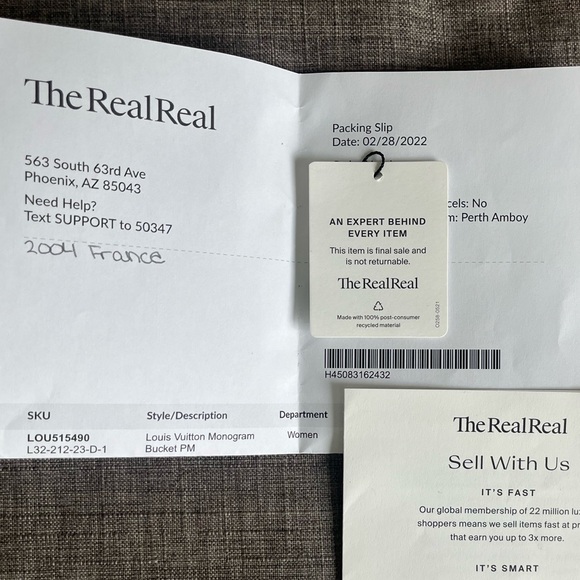 The RealReal
563 South 63rd Ave
Phoenix, AZ 85043
Need Help?
Text SUPPORT to 50347
2004 France
Packing Slip
Date: 02/28/2022
cels: No
m: Perth Amboy
AN EXPERT BEHIND
EVERY ITEM
This item is final sale and
is not returnable.
The RealReal
Made with 100% post-consumer
recycled material
0258-0521
H45083162432
SKU Style/Description Department
LOU515490 Louis Vuitton Monogram Women
L32-212-23-D-1 Bucket PM
The RealReal
Sell With Us
IT'S FAST
Our global membership of 22 million lu
shoppers means we sell items fast at pr
that earn you up to 3x more.
IT'S SMART